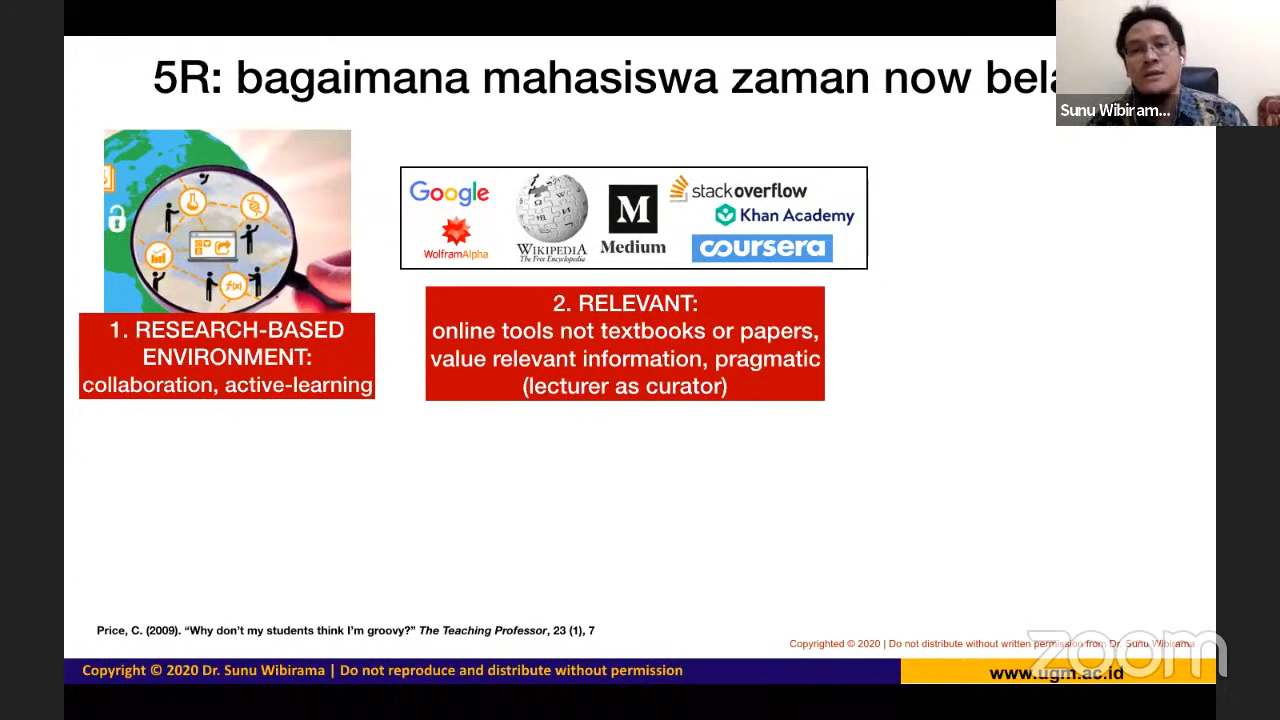 5R: bagaimana mahasiswa zaman now bela
Sunu Wibiram...
Google
WolframAlpha
WIKIPEDIA
The Free Encyclopedia
M
Medium
stackoverflow
Khan Academy
coursera
f(x)
1. RESEARCH-BASED
ENVIRONMENT:
collaboration, active-learning
2. RELEVANT:
online tools not textbooks or papers,
value relevant information, pragmatic
(lecturer as curator)
Price, C. (2009). “Why don’t my students think I’m groovy?” The Teaching Professor, 23 (1), 7
Copyrighted © 2020 | Do not distribute without written permission from Dr. Sunu Wibirama
zoom
Copyright © 2020 Dr. Sunu Wibirama | Do not reproduce and distribute without permission
www.ugm.ac.id